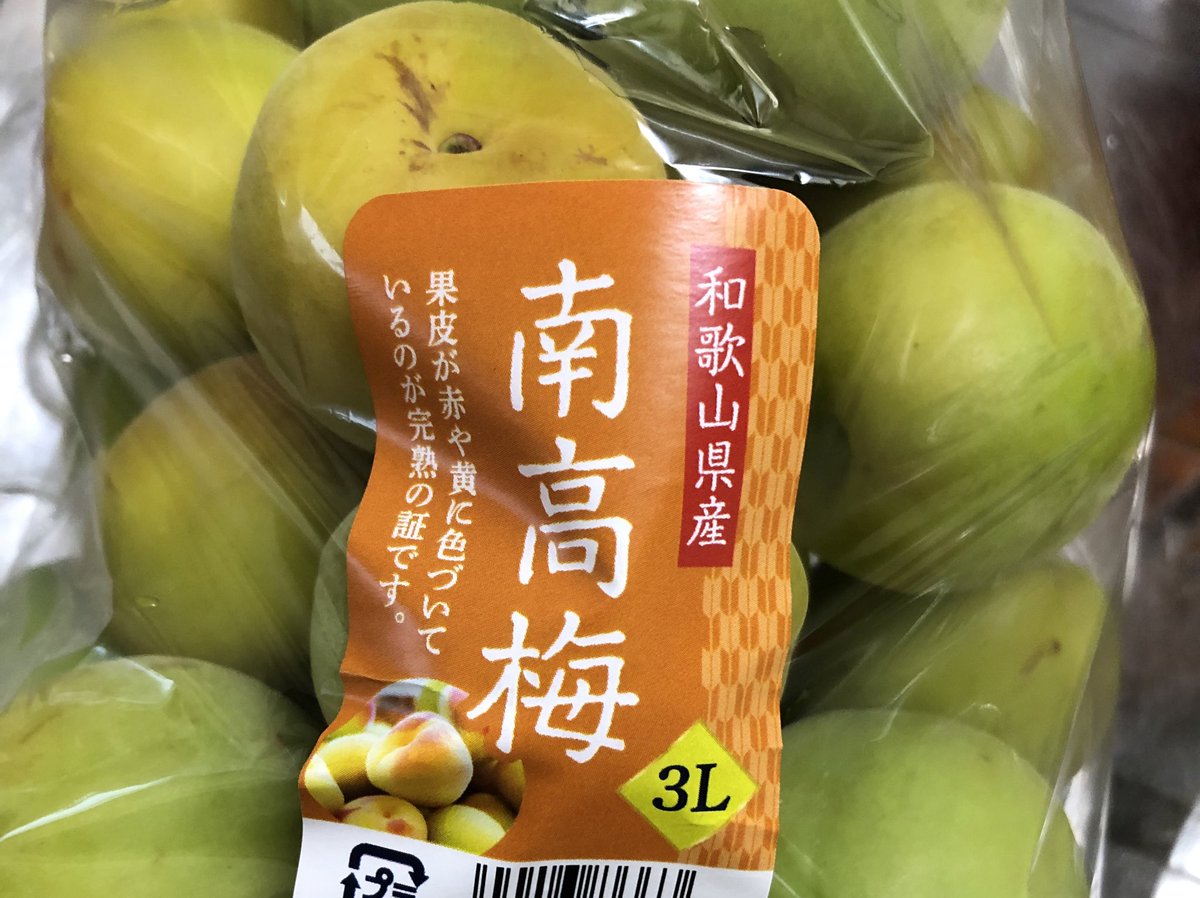 和歌山県産
南高梅
果皮が赤や黄に色づいて
いるのが完熟の証です。
3L
プ